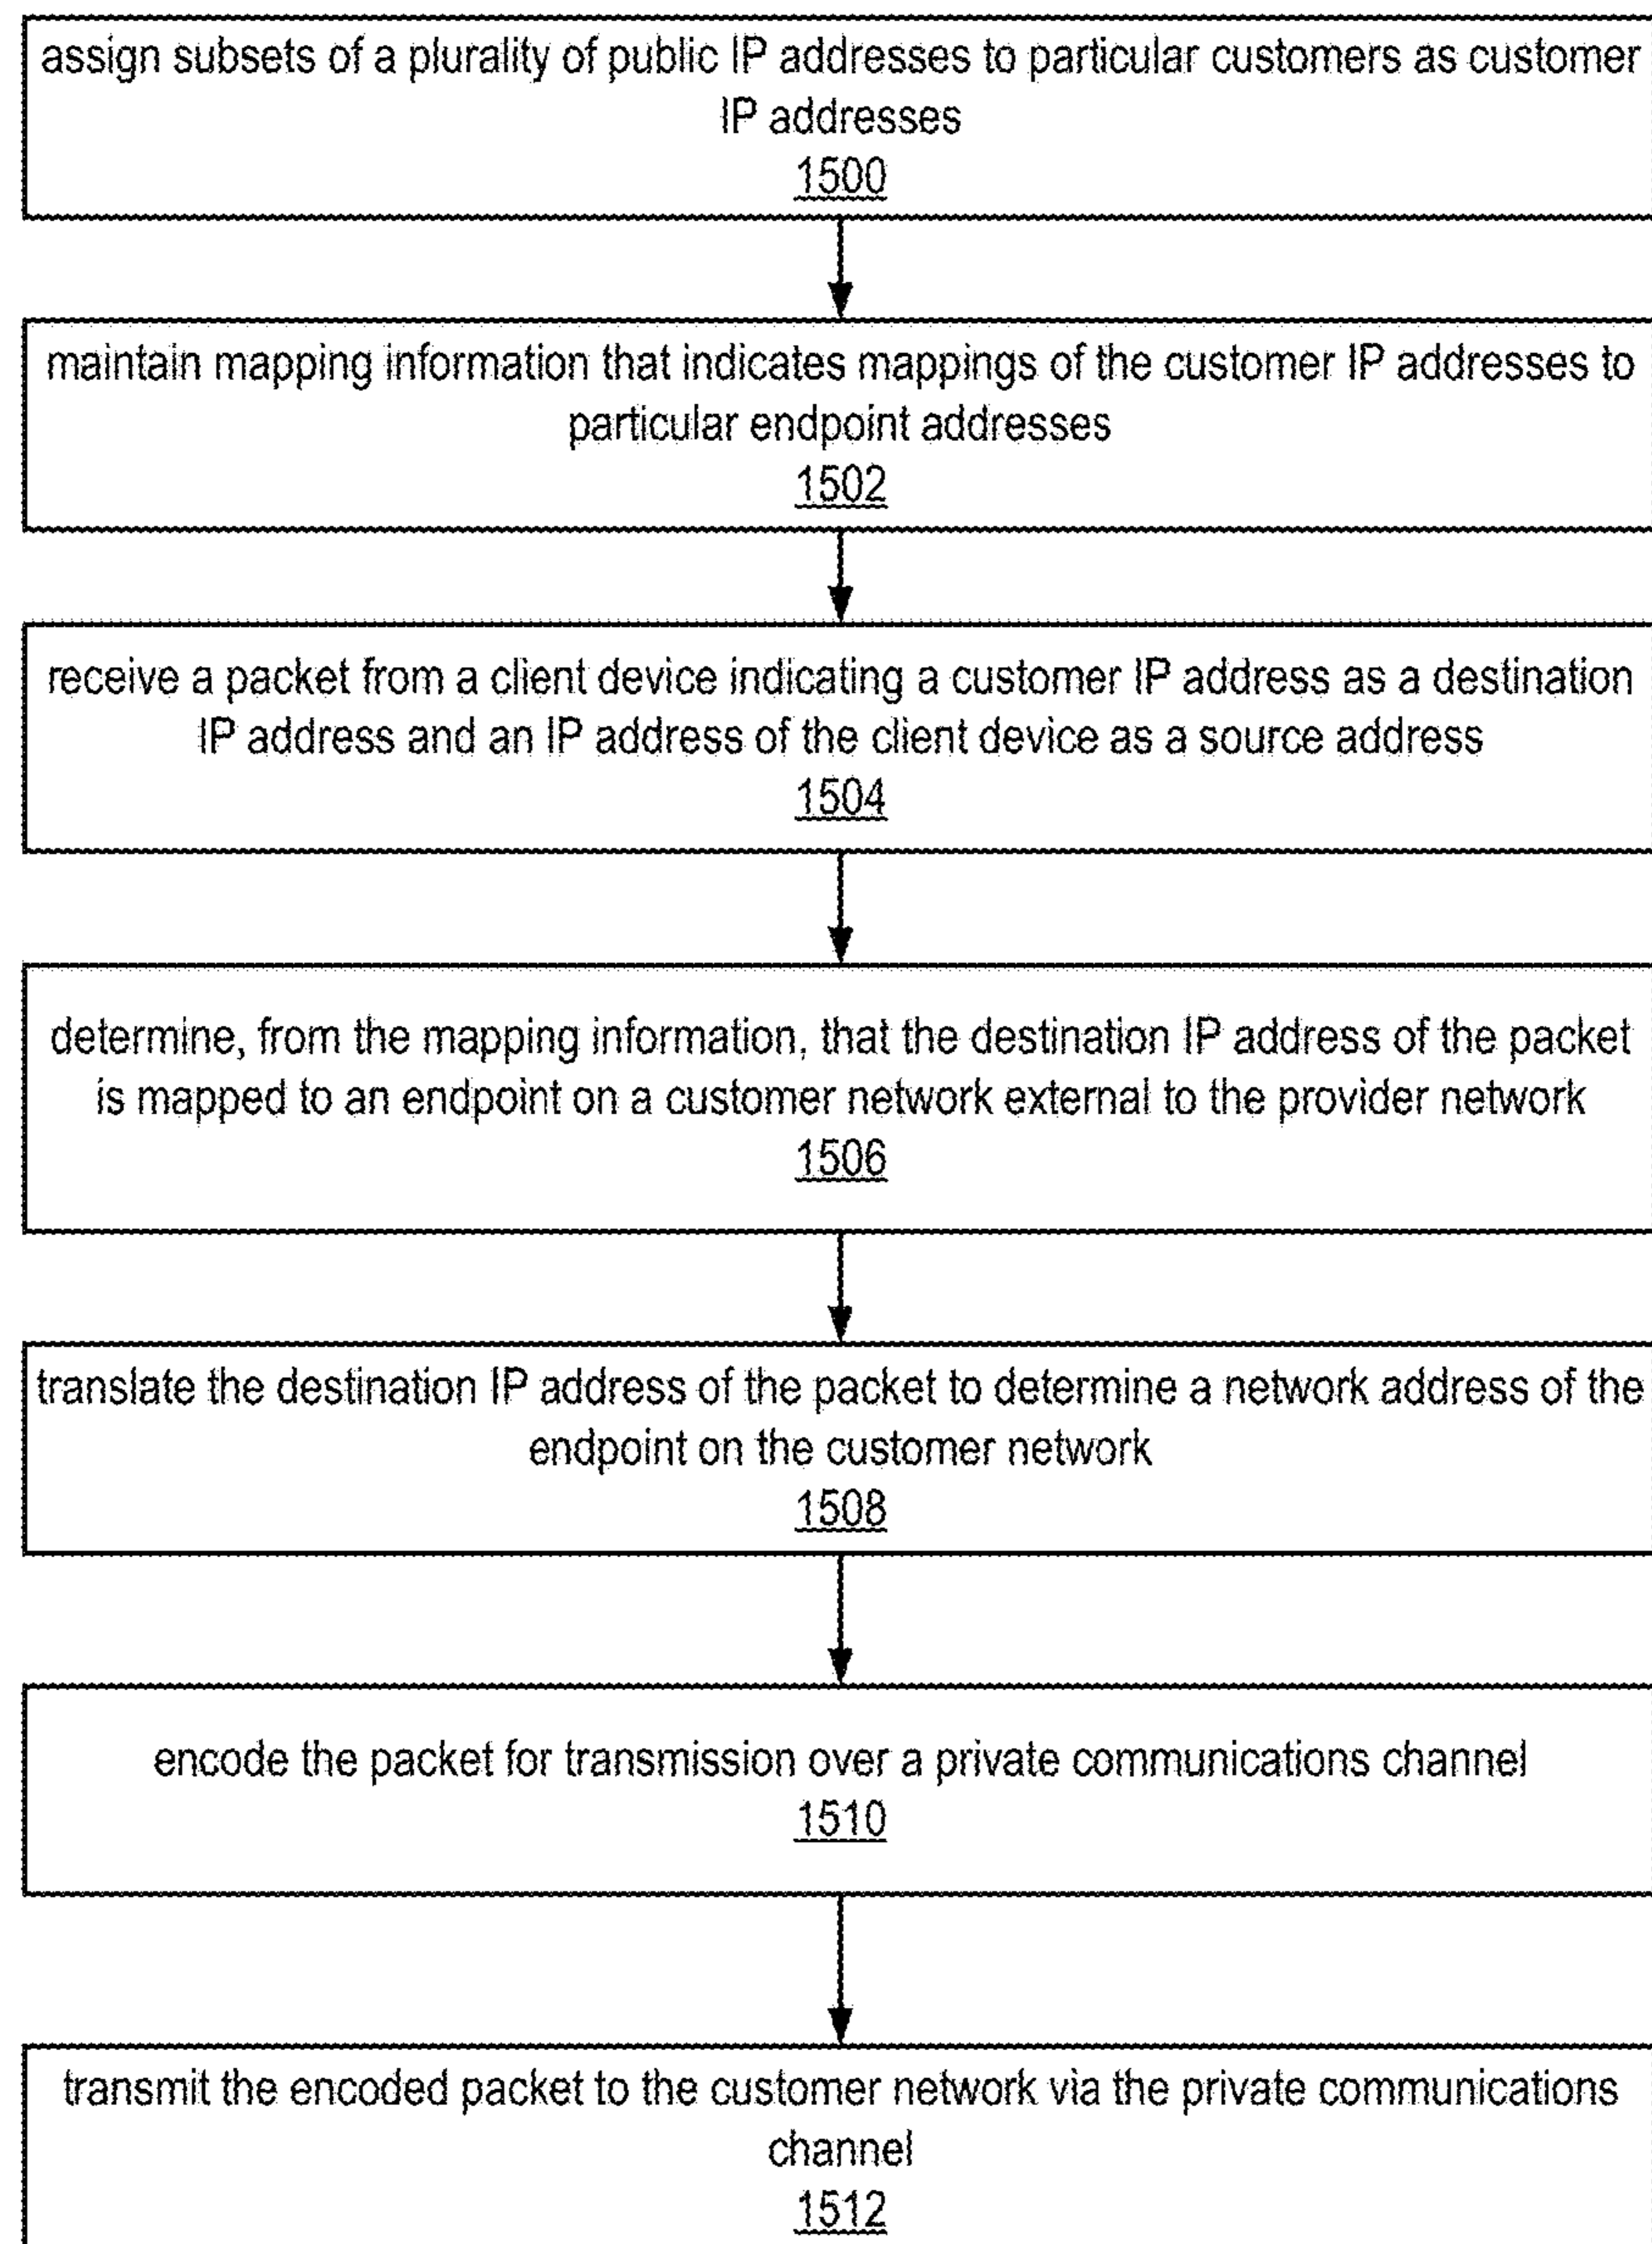 assign subsets of a plurality of public IP addresses to particular customers as customer
IP addresses
1500
maintain mapping information that indicates mappings of the customer IP addresses to
particular endpoint addresses
1502
receive a packet from a client device indicating a customer IP address as a destination
IP address and an IP address of the client device as a source address
1504
determine, from the mapping information, that the destination IP address of the packet
is mapped to an endpoint on a customer network external to the provider network
1506
translate the destination IP address of the packet to determine a network address of the
endpoint on the customer network
1508
encode the packet for transmission over a private communications channel
1510
transmit the encoded packet to the customer network via the private communications
channel
1512